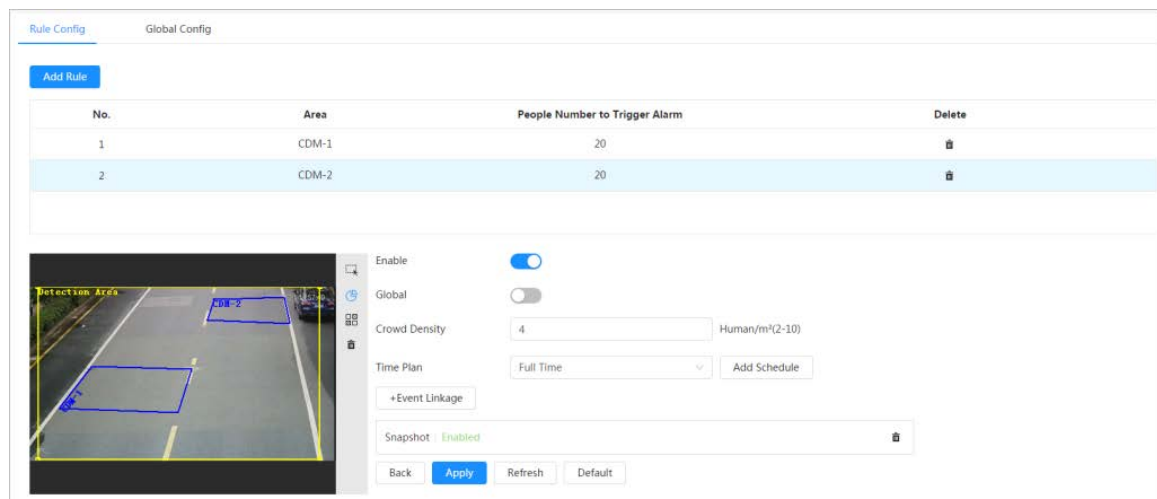 Rule Config Global Config
Add Rule
No. Area People Number to Trigger Alarm Delete
1 CDM-1 20
2 CDM-2 20
Detection Area
CDM-2
CDM-1
Enable
Global
Crowd Density 4 Human/m²(2-10)
Time Plan Full Time Add Schedule
+Event Linkage
Snapshot Enabled
Back Apply Refresh Default